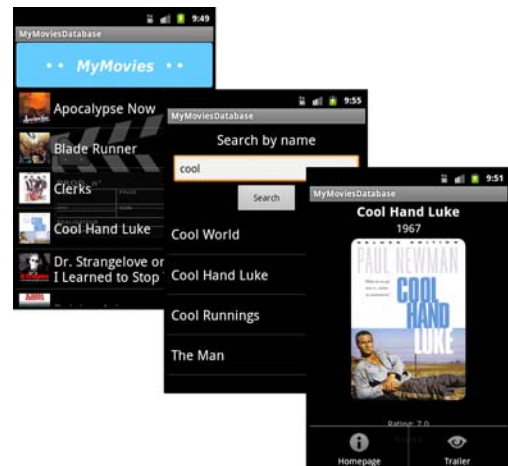 9:49
MyMoviesDatabase
•• MyMovies ••
Apocalypse Now
Blade Runner
Clerks
Cool Hand Luke
Dr. Strangelove or
I Learned to Stop
9:55
MyMoviesDatabase
Search by name
cool
Search
Cool World
Cool Hand Luke
Cool Runnings
The Man
9:51
MyMoviesDatabase
Cool Hand Luke
1967
DELUXE EDITION
PAUL NEWMAN
COOL
HAND
LUKE
Rating: 7.0
Homepage
Trailer